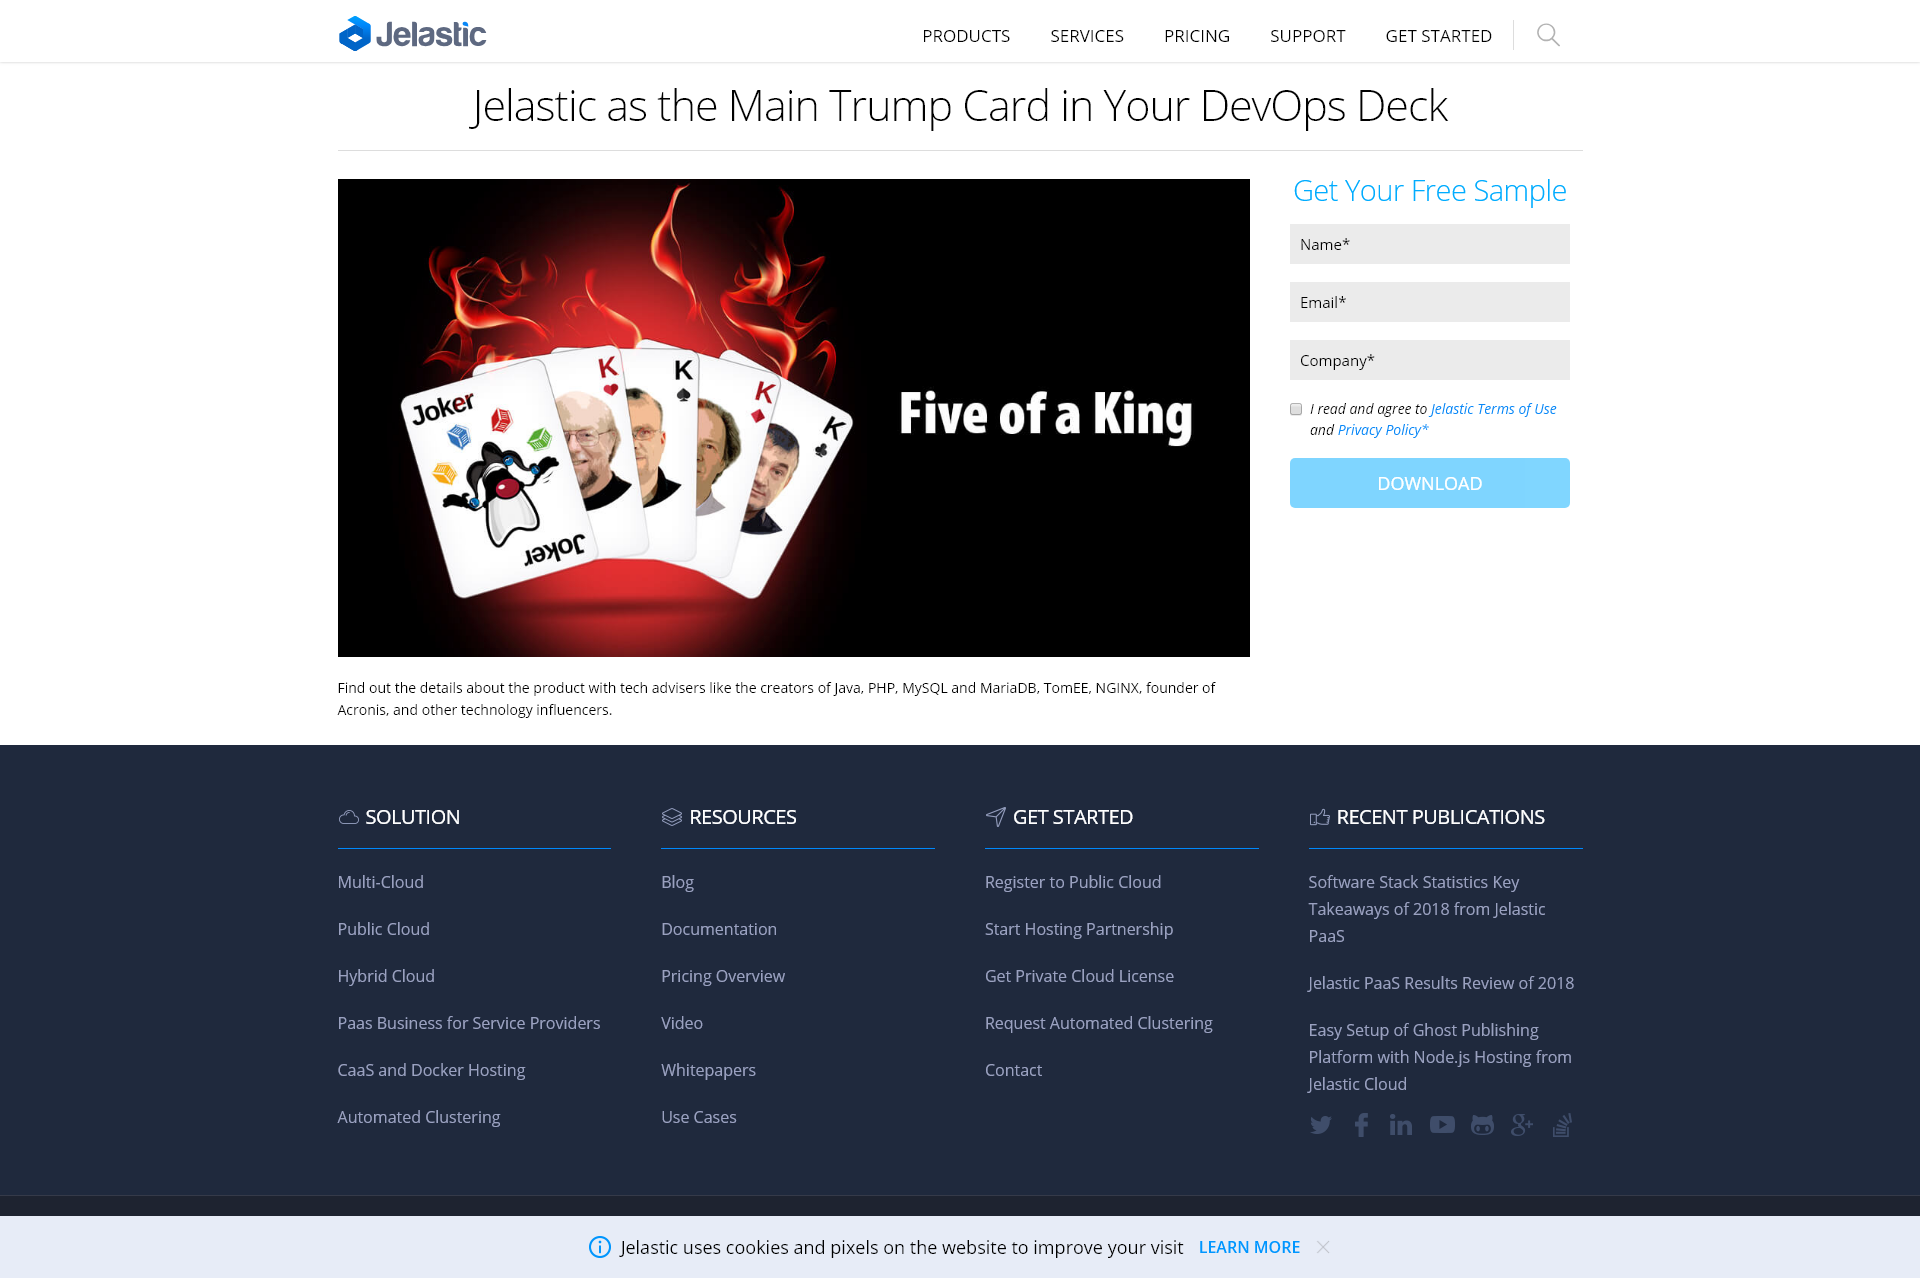 Jelastic
PRODUCTS
SERVICES
PRICING
SUPPORT
GET STARTED
Jelastic as the Main Trump Card in Your DevOps Deck
Joker
K
K
K
K
Joker
Five of a King
Get Your Free Sample
Name*
Email*
Company*
I read and agree to Jelastic Terms of Use
and Privacy Policy*
DOWNLOAD
Find out the details about the product with tech advisers like the creators of Java, PHP, MySQL and MariaDB, TomEE, NGINX, founder of
Acronis, and other technology influencers.
SOLUTION
Multi-Cloud
Public Cloud
Hybrid Cloud
Paas Business for Service Providers
CaaS and Docker Hosting
Automated Clustering
RESOURCES
Blog
Documentation
Pricing Overview
Video
Whitepapers
Use Cases
GET STARTED
Register to Public Cloud
Start Hosting Partnership
Get Private Cloud License
Request Automated Clustering
Contact
RECENT PUBLICATIONS
Software Stack Statistics Key
Takeaways of 2018 from Jelastic
PaaS
Jelastic PaaS Results Review of 2018
Easy Setup of Ghost Publishing
Platform with Node.js Hosting from
Jelastic Cloud
Jelastic uses cookies and pixels on the website to improve your visit
LEARN MORE